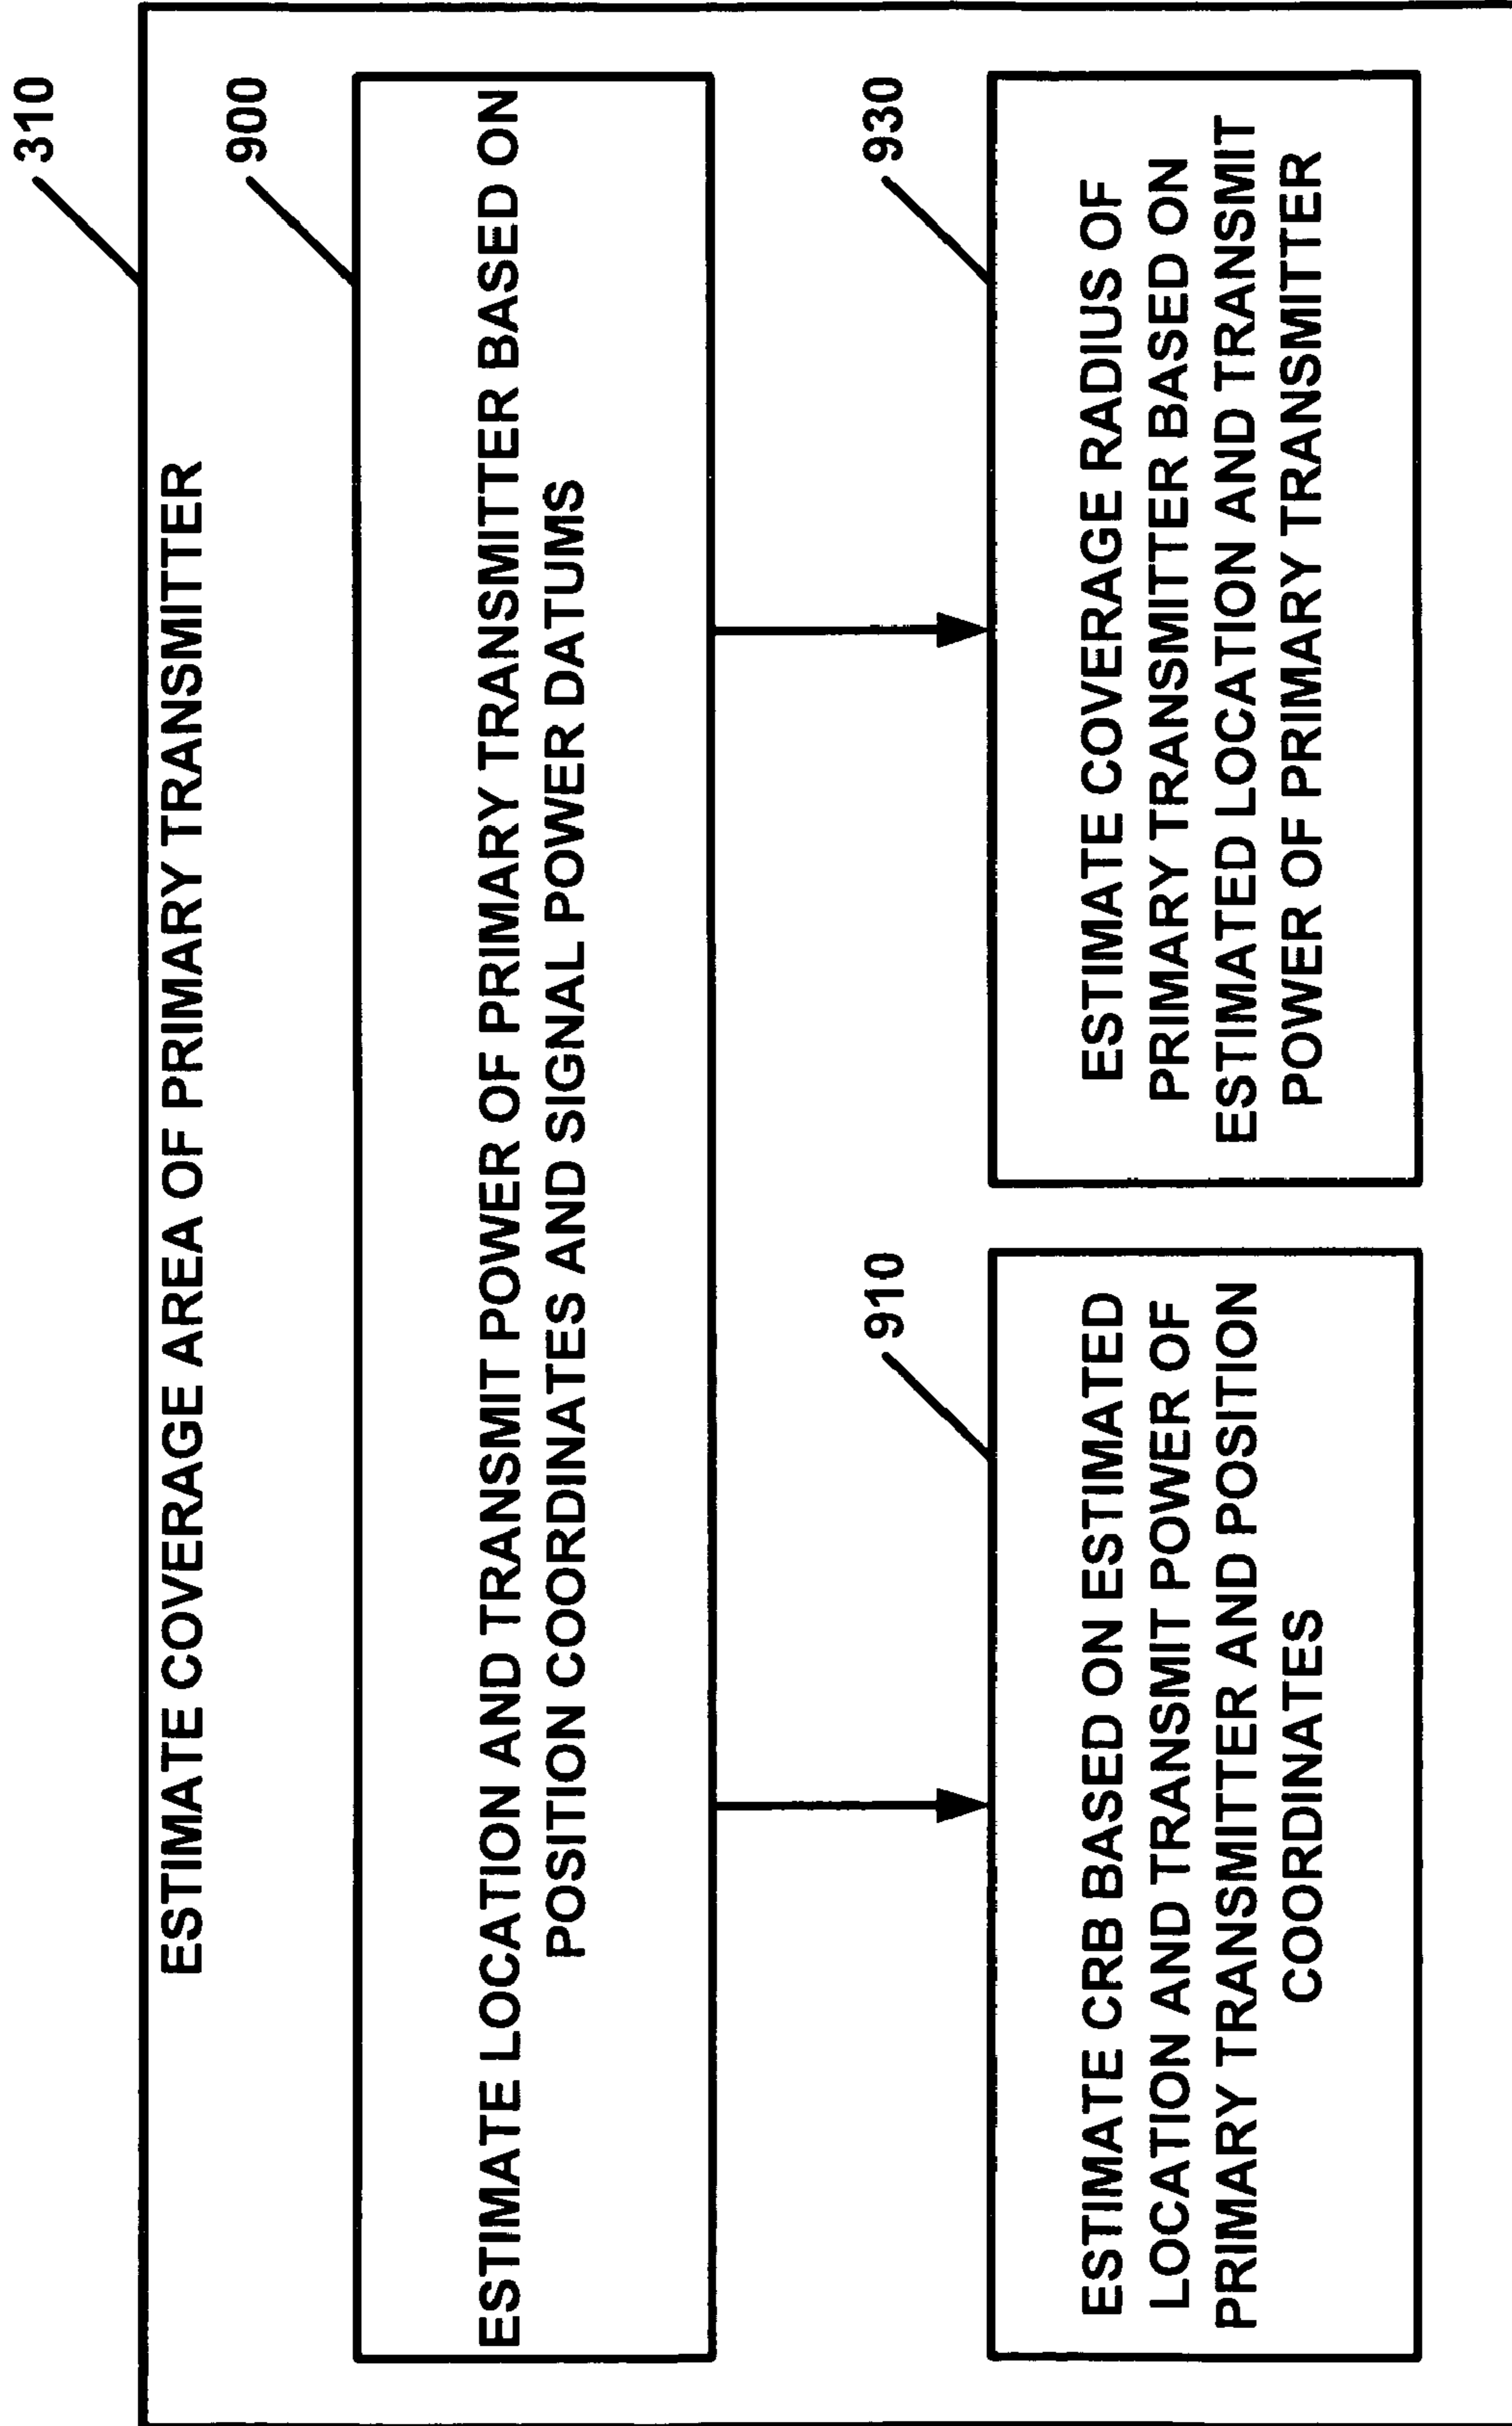 310
ESTIMATE COVERAGE AREA OF PRIMARY TRANSMITTER
900
ESTIMATE LOCATION AND TRANSMIT POWER OF PRIMARY TRANSMITTER BASED ON
POSITION COORDINATES AND SIGNAL POWER DATUMS
910
ESTIMATE CRB BASED ON ESTIMATED
LOCATION AND TRANSMIT POWER OF
PRIMARY TRANSMITTER AND POSITION
COORDINATES
930
ESTIMATE COVERAGE RADIUS OF
PRIMARY TRANSMITTER BASED ON
ESTIMATED LOCATION AND TRANSMIT
POWER OF PRIMARY TRANSMITTER